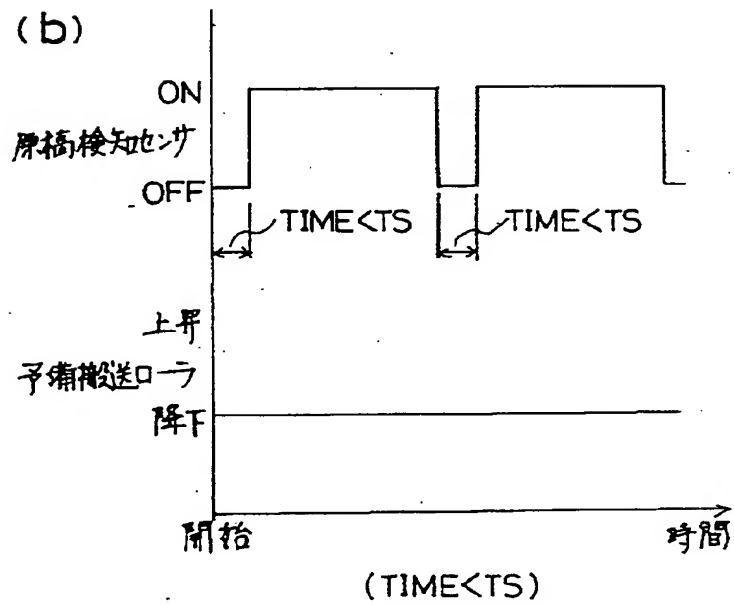 (b)
ON
原稿検知センサ
OFF
TIME<TS
TIME<TS
上昇
予備搬送ローラ
降下
開始
時間
(TIME<TS)